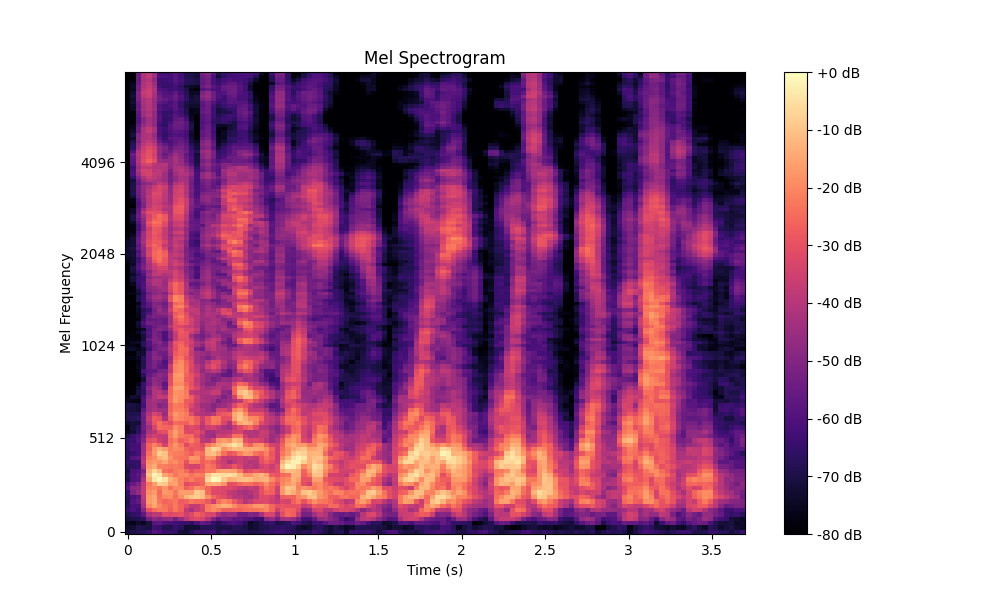 Mel Spectrogram
+0 dB
-10 dB
-20 dB
-30 dB
-40 dB
-50 dB
-60 dB
-70 dB
-80 dB
Mel Frequency
4096
2048
1024
512
0
0
0.5
1
1.5
2
2.5
3
3.5
Time (s)